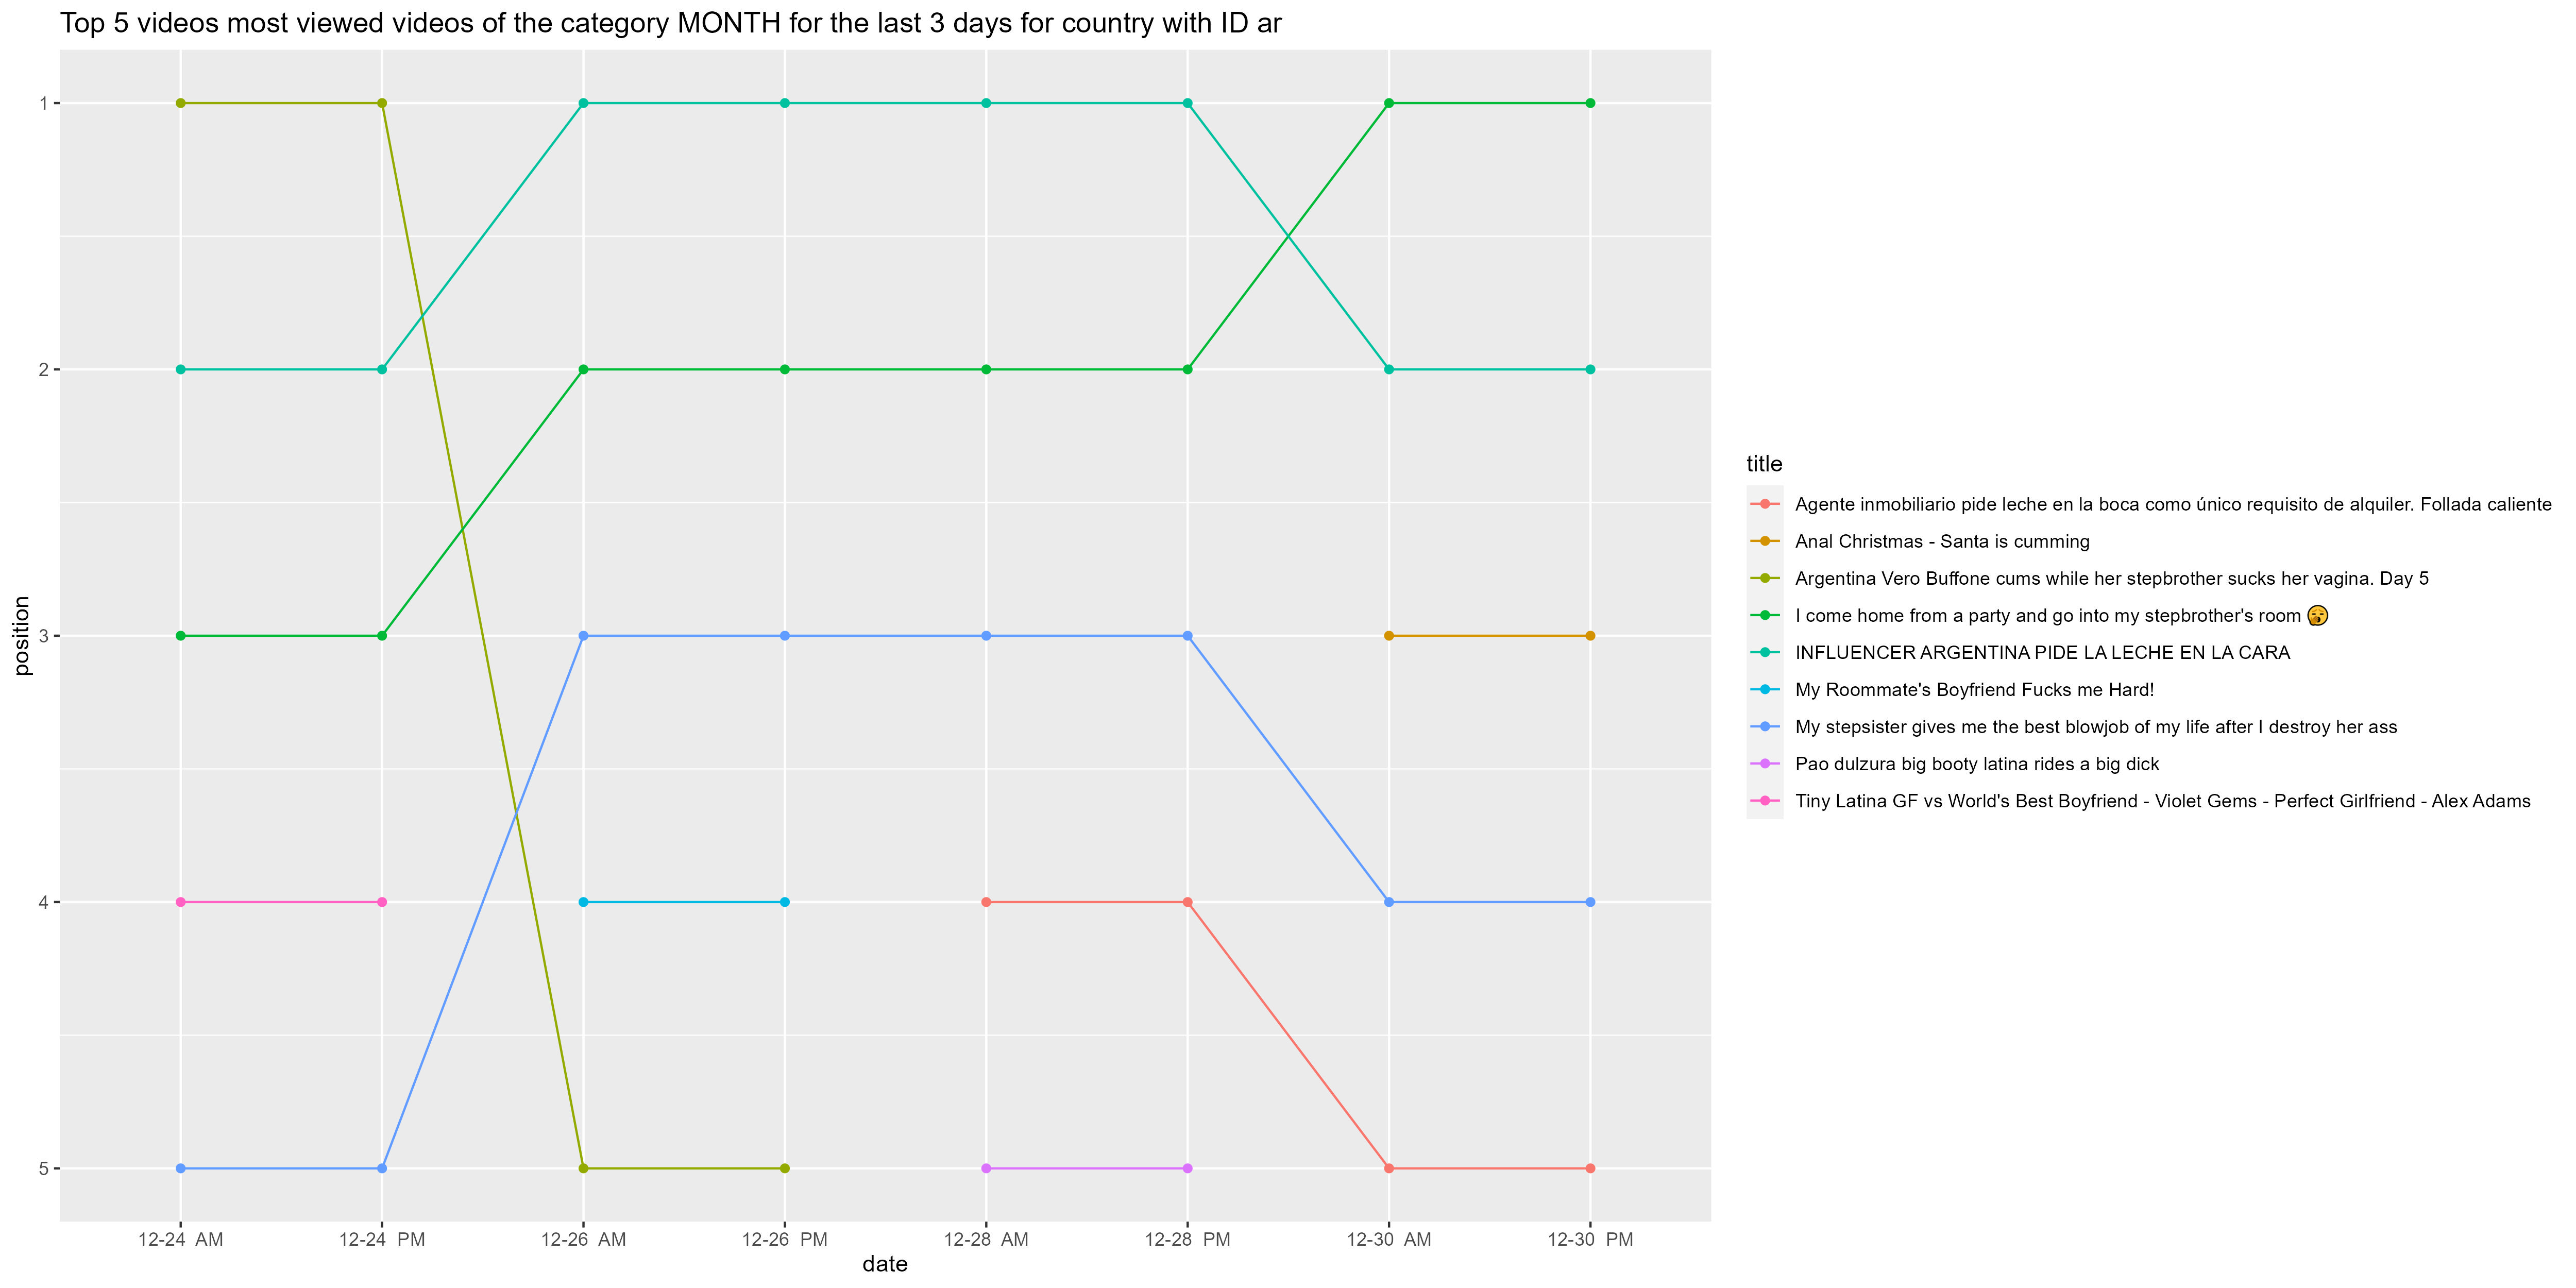 Top 5 videos most viewed videos of the category MONTH for the last 3 days for country with ID ar
position
1
2
3
4
5
12-24 AM
12-24 PM
12-26 AM
12-26 PM
12-28 AM
12-28 PM
12-30 AM
12-30 PM
date
title
Agente inmobiliario pide leche en la boca como único requisito de alquiler. Follada caliente
Anal Christmas - Santa is cumming
Argentina Vero Buffone cums while her stepbrother sucks her vagina. Day 5
I come home from a party and go into my stepbrother's room 🥱
INFLUENCER ARGENTINA PIDE LA LECHE EN LA CARA
My Roommate's Boyfriend Fucks me Hard!
My stepsister gives me the best blowjob of my life after I destroy her ass
Pao dulzura big booty latina rides a big dick
Tiny Latina GF vs World's Best Boyfriend - Violet Gems - Perfect Girlfriend - Alex Adams